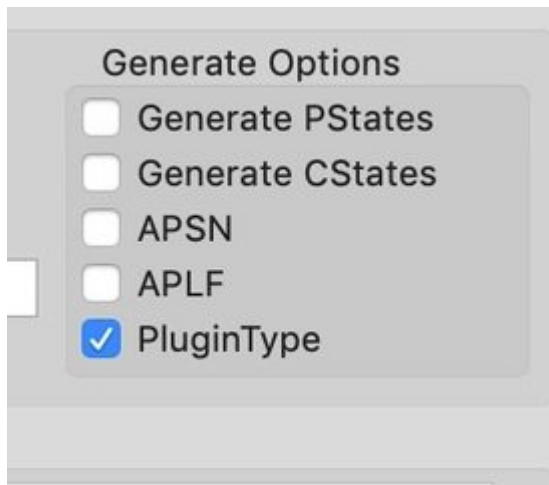 Generate Options
Generate PStates
Generate CStates
APSN
APLF
PluginType